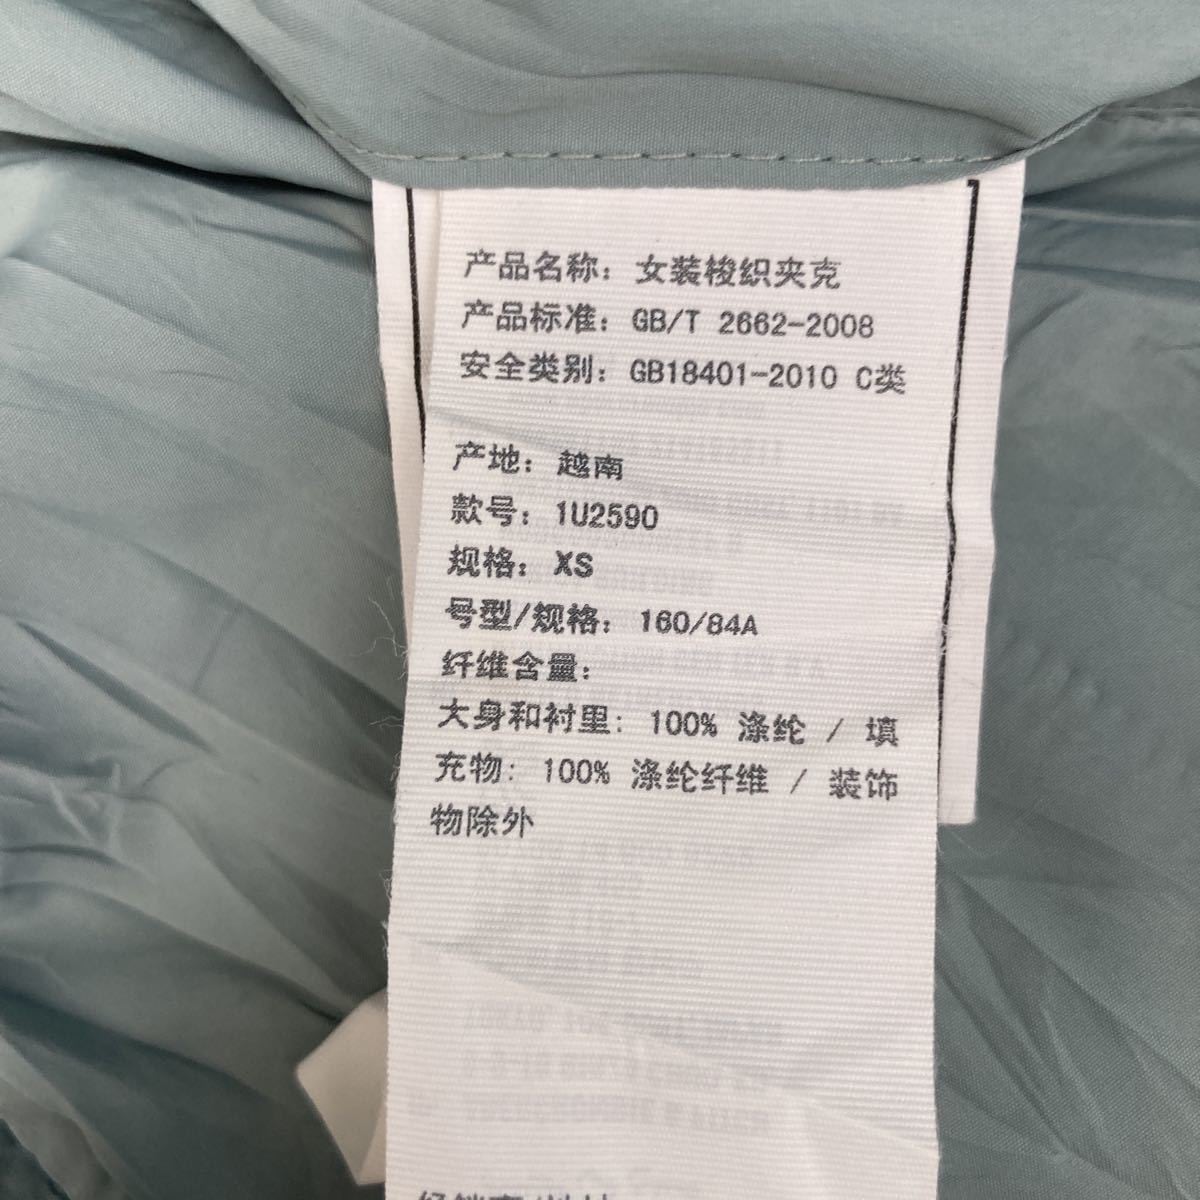 产品名称: 女装梭织夹克
产品标准: GB/T 2662-2008
安全类别: GB18401-2010 C类
产地: 越南
款号: 1U2590
规格: XS
号型/规格: 160/84A
纤维含量:
大身和衬里: 100% 涤纶 / 填
充物: 100% 涤纶纤维 / 装饰
物除外